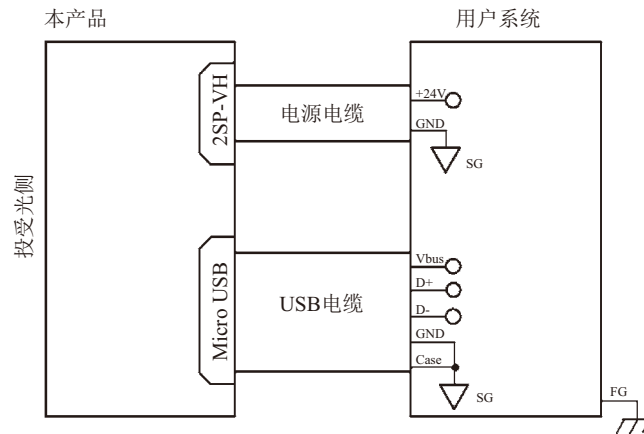 本产品
用户系统
投受光侧
2SP-VH
电源电缆
+24V
GND
SG
Micro USB
USB电缆
Vbus
D+
D-
GND
Case
SG
FG